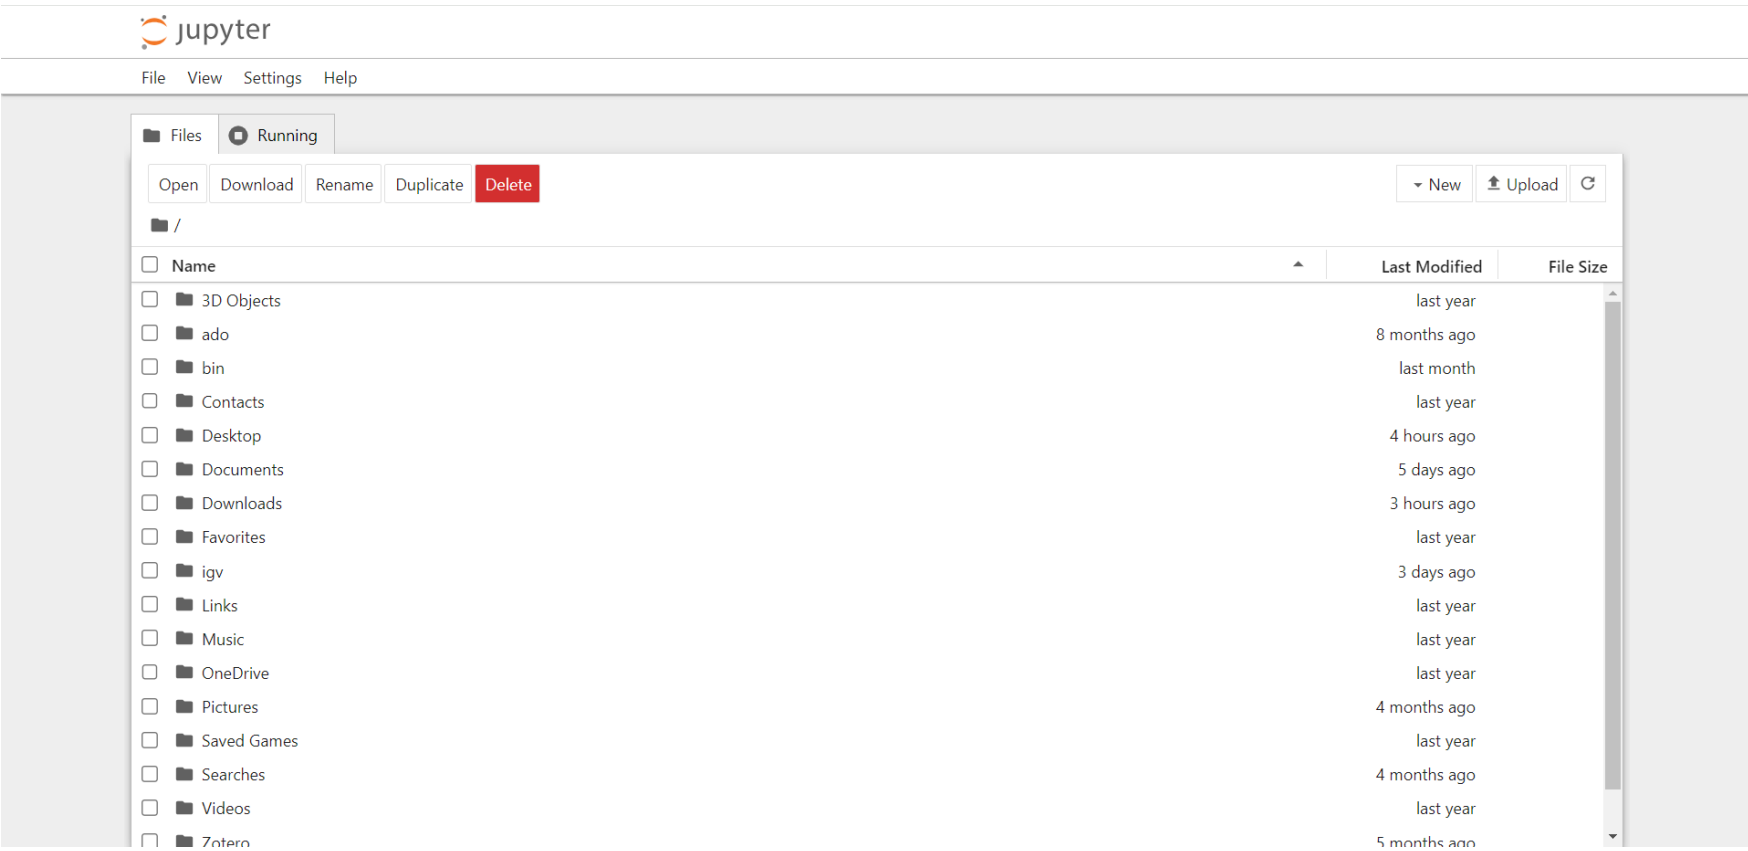 jupyter
File View Settings Help
Files Running
Open Download Rename Duplicate Delete New Upload
/
Name Last Modified File Size
3D Objects last year
ado 8 months ago
bin last month
Contacts last year
Desktop 4 hours ago
Documents 5 days ago
Downloads 3 hours ago
Favorites last year
igv 3 days ago
Links last year
Music last year
OneDrive last year
Pictures 4 months ago
Saved Games last year
Searches 4 months ago
Videos last year
Zotero 5 months ago